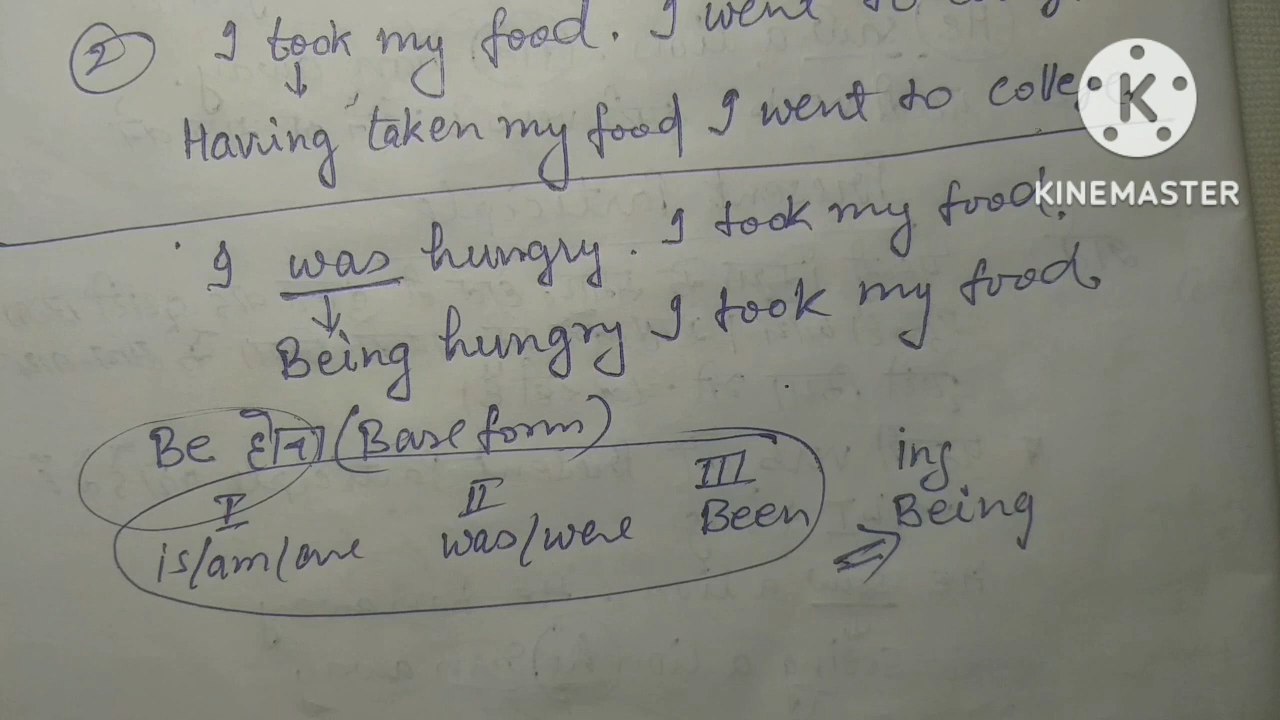 ② I took my food. I went to
Having taken my food I went to colle
K
KINEMASTER
I was hungry. I took my food.
Being hungry I took my food.
Be होना (Base form)
I II III ing
is/am/are was/were Been Being